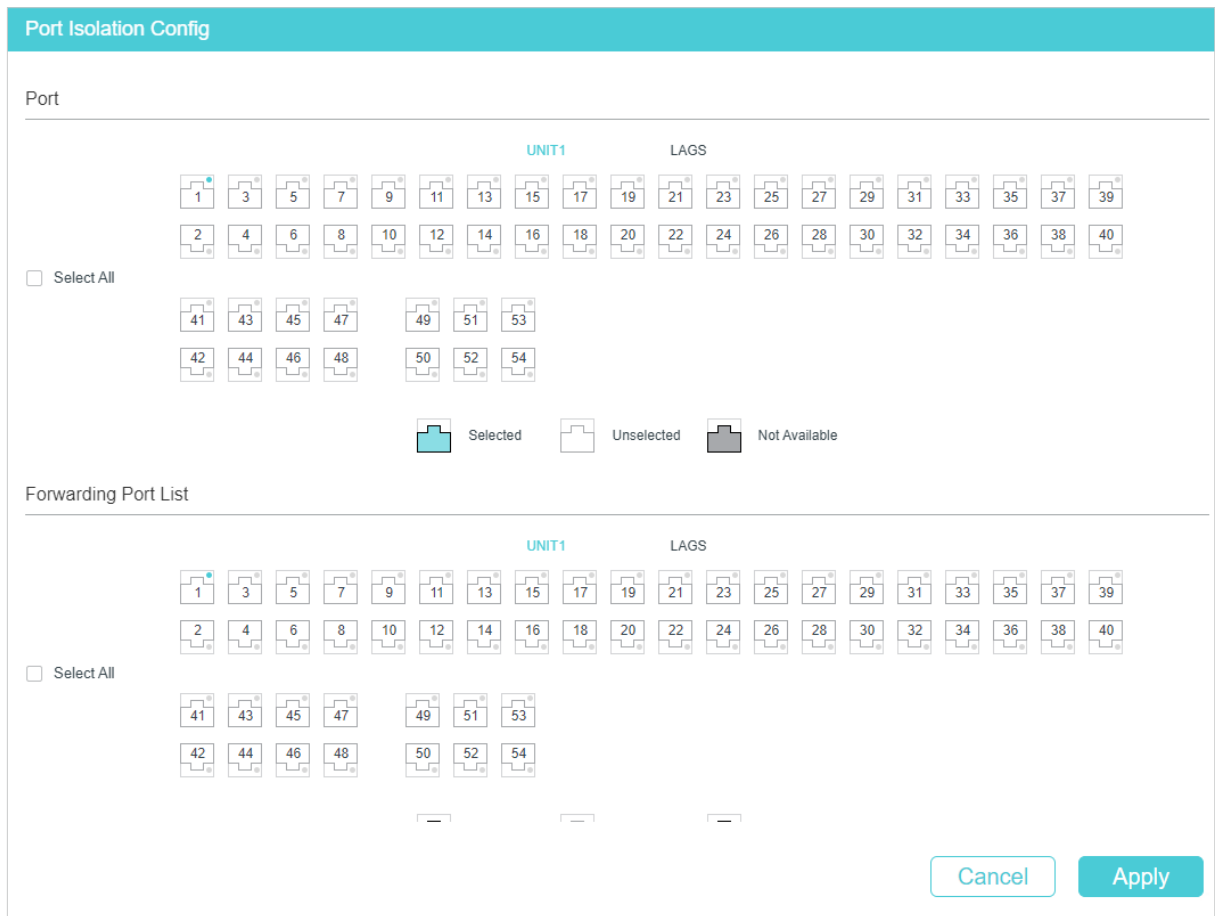 Port Isolation Config
Port
UNIT1 LAGS
1 3 5 7 9 11 13 15 17 19 21 23 25 27 29 31 33 35 37 39
2 4 6 8 10 12 14 16 18 20 22 24 26 28 30 32 34 36 38 40
Select All
41 43 45 47 49 51 53
42 44 46 48 50 52 54
Selected Unselected Not Available
Forwarding Port List
UNIT1 LAGS
1 3 5 7 9 11 13 15 17 19 21 23 25 27 29 31 33 35 37 39
2 4 6 8 10 12 14 16 18 20 22 24 26 28 30 32 34 36 38 40
Select All
41 43 45 47 49 51 53
42 44 46 48 50 52 54
Cancel Apply